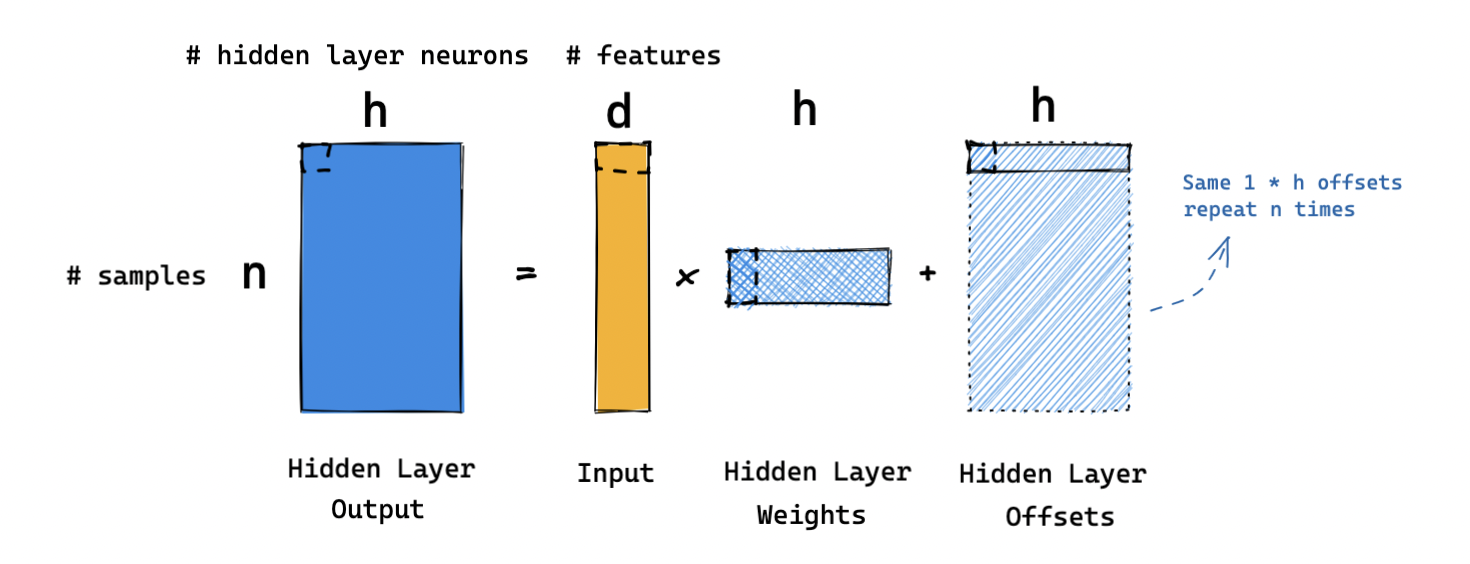 # hidden layer neurons
# features
h
d
h
h
Same 1 * h offsets
repeat n times
# samples
n
=
×
+
Hidden Layer
Output
Input
Hidden Layer
Weights
Hidden Layer
Offsets